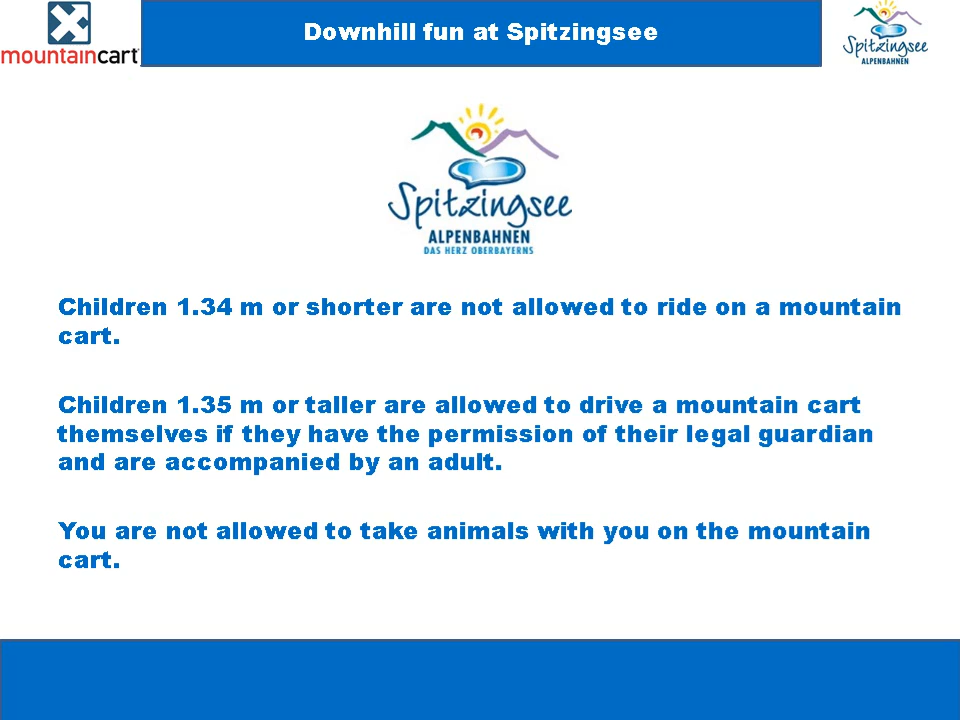 mountaincart
Downhill fun at Spitzingsee
Spitzingsee
ALPENBAHNEN
Spitzingsee
ALPENBAHNEN
DAS HERZ OBERBAYERNS
Children 1.34 m or shorter are not allowed to ride on a mountain
cart.
Children 1.35 m or taller are allowed to drive a mountain cart
themselves if they have the permission of their legal guardian
and are accompanied by an adult.
You are not allowed to take animals with you on the mountain
cart.